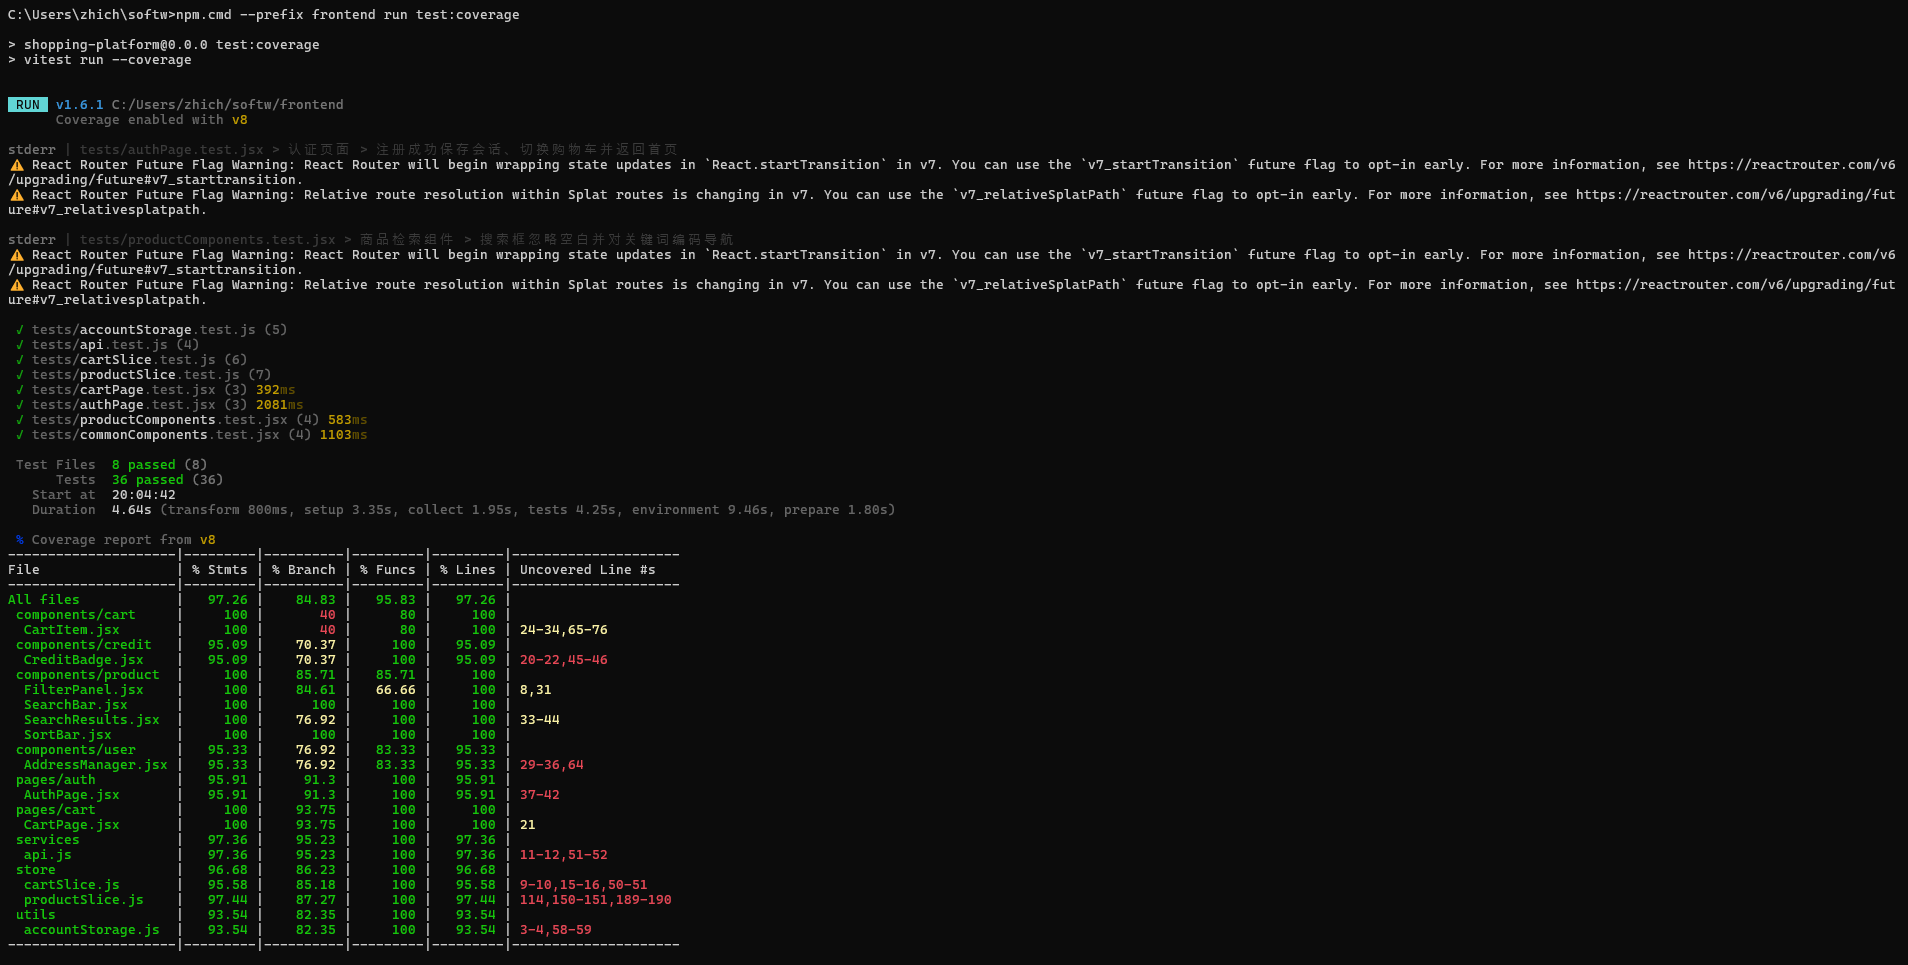 C:\Users\zhich\softw>npm.cmd --prefix frontend run test:coverage
> shopping-platform@0.0.0 test:coverage
> vitest run --coverage
RUN  v1.6.1 C:/Users/zhich/softw/frontend
Coverage enabled with v8
stderr | tests/authPage.test.jsx > 认证页面 > 注册成功保存会话、切换购物车并返回首页
⚠️ React Router Future Flag Warning: React Router will begin wrapping state updates in `React.startTransition` in v7. You can use the `v7_startTransition` future flag to opt-in early. For more information, see https://reactrouter.com/v6
/upgrading/future#v7_starttransition.
⚠️ React Router Future Flag Warning: Relative route resolution within Splat routes is changing in v7. You can use the `v7_relativeSplatPath` future flag to opt-in early. For more information, see https://reactrouter.com/v6/upgrading/fut
ure#v7_relativesplatpath.
stderr | tests/productComponents.test.jsx > 商品检索组件 > 搜索框忽略空白并对关键词编码导航
⚠️ React Router Future Flag Warning: React Router will begin wrapping state updates in `React.startTransition` in v7. You can use the `v7_startTransition` future flag to opt-in early. For more information, see https://reactrouter.com/v6
/upgrading/future#v7_starttransition.
⚠️ React Router Future Flag Warning: Relative route resolution within Splat routes is changing in v7. You can use the `v7_relativeSplatPath` future flag to opt-in early. For more information, see https://reactrouter.com/v6/upgrading/fut
ure#v7_relativesplatpath.
✓ tests/accountStorage.test.js (5)
✓ tests/api.test.js (4)
✓ tests/cartSlice.test.js (6)
✓ tests/productSlice.test.js (7)
✓ tests/cartPage.test.jsx (3) 392ms
✓ tests/authPage.test.jsx (3) 2081ms
✓ tests/productComponents.test.jsx (4) 583ms
✓ tests/commonComponents.test.jsx (4) 1103ms
Test Files  8 passed (8)
Tests  36 passed (36)
Start at  20:04:42
Duration  4.64s (transform 800ms, setup 3.35s, collect 1.95s, tests 4.25s, environment 9.46s, prepare 1.80s)
% Coverage report from v8
---------------------|---------|----------|---------|---------|---------------------
File                 | % Stmts | % Branch | % Funcs | % Lines | Uncovered Line #s
---------------------|---------|----------|---------|---------|---------------------
All files            |   97.26 |    84.83 |   95.83 |   97.26 |
 components/cart     |     100 |       40 |      80 |     100 |
  CartItem.jsx       |     100 |       40 |      80 |     100 | 24-34,65-76
 components/credit   |   95.09 |    70.37 |     100 |   95.09 |
  CreditBadge.jsx    |   95.09 |    70.37 |     100 |   95.09 | 20-22,45-46
 components/product  |     100 |    85.71 |   85.71 |     100 |
  FilterPanel.jsx    |     100 |    84.61 |   66.66 |     100 | 8,31
  SearchBar.jsx      |     100 |      100 |     100 |     100 |
  SearchResults.jsx  |     100 |    76.92 |     100 |     100 | 33-44
  SortBar.jsx        |     100 |      100 |     100 |     100 |
 components/user     |   95.33 |    76.92 |   83.33 |   95.33 |
  AddressManager.jsx |   95.33 |    76.92 |   83.33 |   95.33 | 29-36,64
 pages/auth          |   95.91 |     91.3 |     100 |   95.91 |
  AuthPage.jsx       |   95.91 |     91.3 |     100 |   95.91 | 37-42
 pages/cart          |     100 |    93.75 |     100 |     100 |
  CartPage.jsx       |     100 |    93.75 |     100 |     100 | 21
 services            |   97.36 |    95.23 |     100 |   97.36 |
  api.js             |   97.36 |    95.23 |     100 |   97.36 | 11-12,51-52
 store               |   96.68 |    86.23 |     100 |   96.68 |
  cartSlice.js       |   95.58 |    85.18 |     100 |   95.58 | 9-10,15-16,50-51
  productSlice.js    |   97.44 |    87.27 |     100 |   97.44 | 114,150-151,189-190
 utils               |   93.54 |    82.35 |     100 |   93.54 |
  accountStorage.js  |   93.54 |    82.35 |     100 |   93.54 | 3-4,58-59
---------------------|---------|----------|---------|---------|---------------------